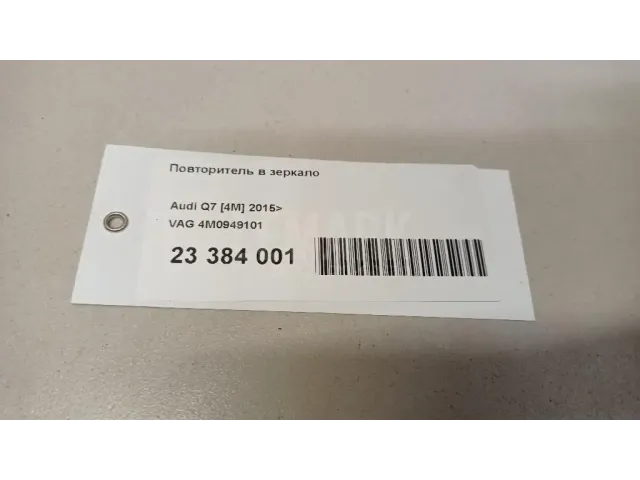 Повторитель в зеркало
Audi Q7 [4M] 2015>
VAG 4M0949101
23 384 001